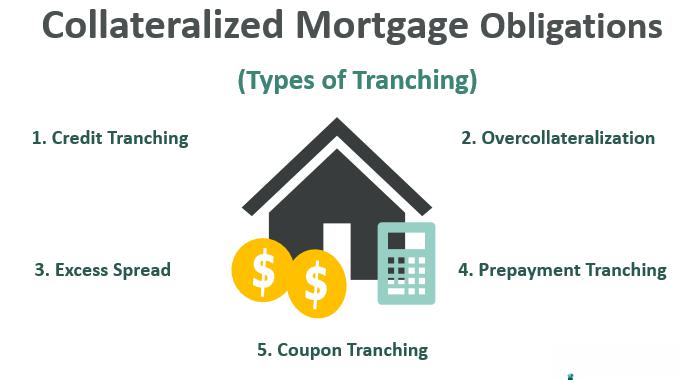 Collateralized Mortgage Obligations
(Types of Tranching)
1. Credit Tranching
2. Overcollateralization
3. Excess Spread
4. Prepayment Tranching
5. Coupon Tranching
$
$